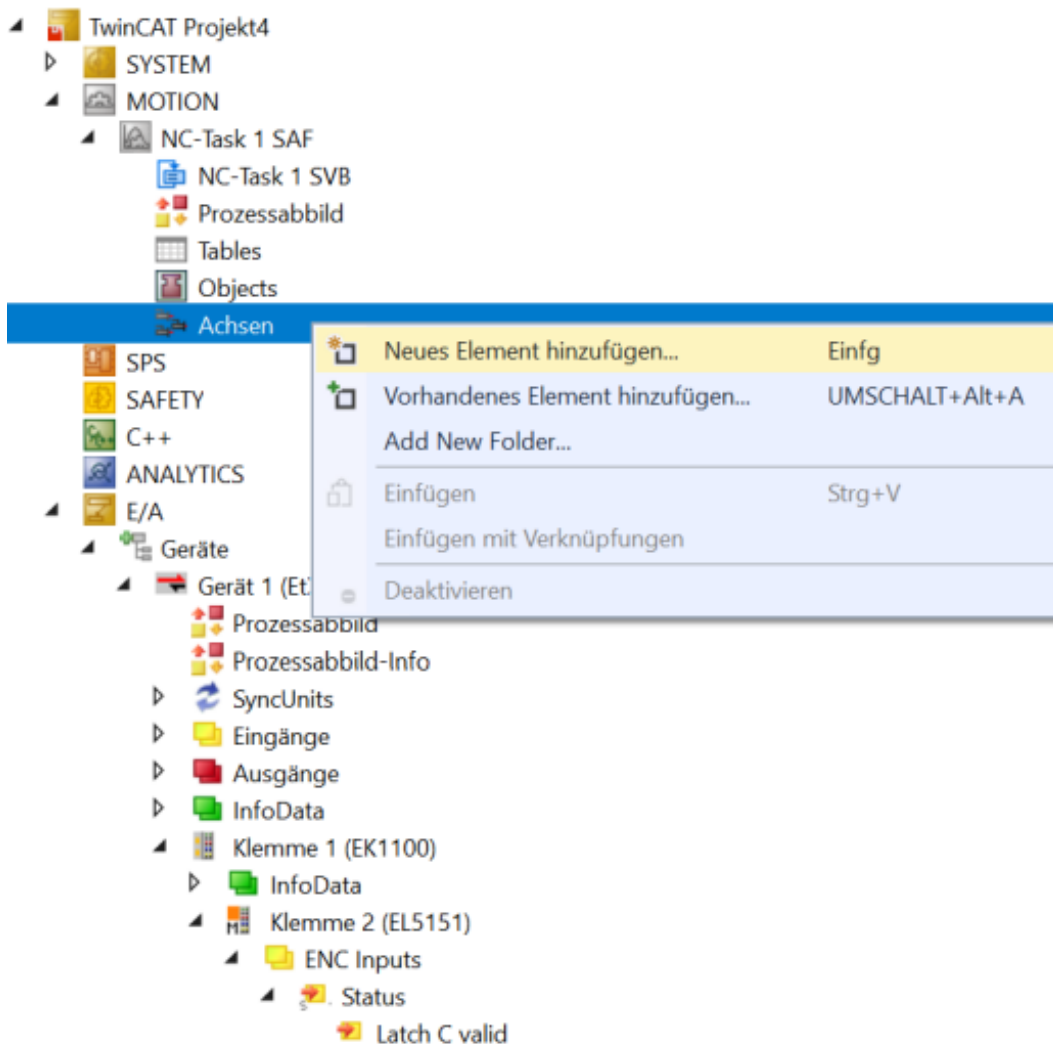 TwinCAT Projekt4
SYSTEM
MOTION
NC-Task 1 SAF
NC-Task 1 SVB
Prozessabbild
Tables
Objects
Achsen
Neues Element hinzufügen... Einfg
SPS
Vorhandenes Element hinzufügen... UMSCHALT+Alt+A
SAFETY
C++
Add New Folder...
ANALYTICS
Einfügen Strg+V
E/A
Einfügen mit Verknüpfungen
Geräte
Gerät 1 (Et
Deaktivieren
Prozessabbild
Prozessabbild-Info
SyncUnits
Eingänge
Ausgänge
InfoData
Klemme 1 (EK1100)
InfoData
Klemme 2 (EL5151)
ENC Inputs
Status
Latch C valid